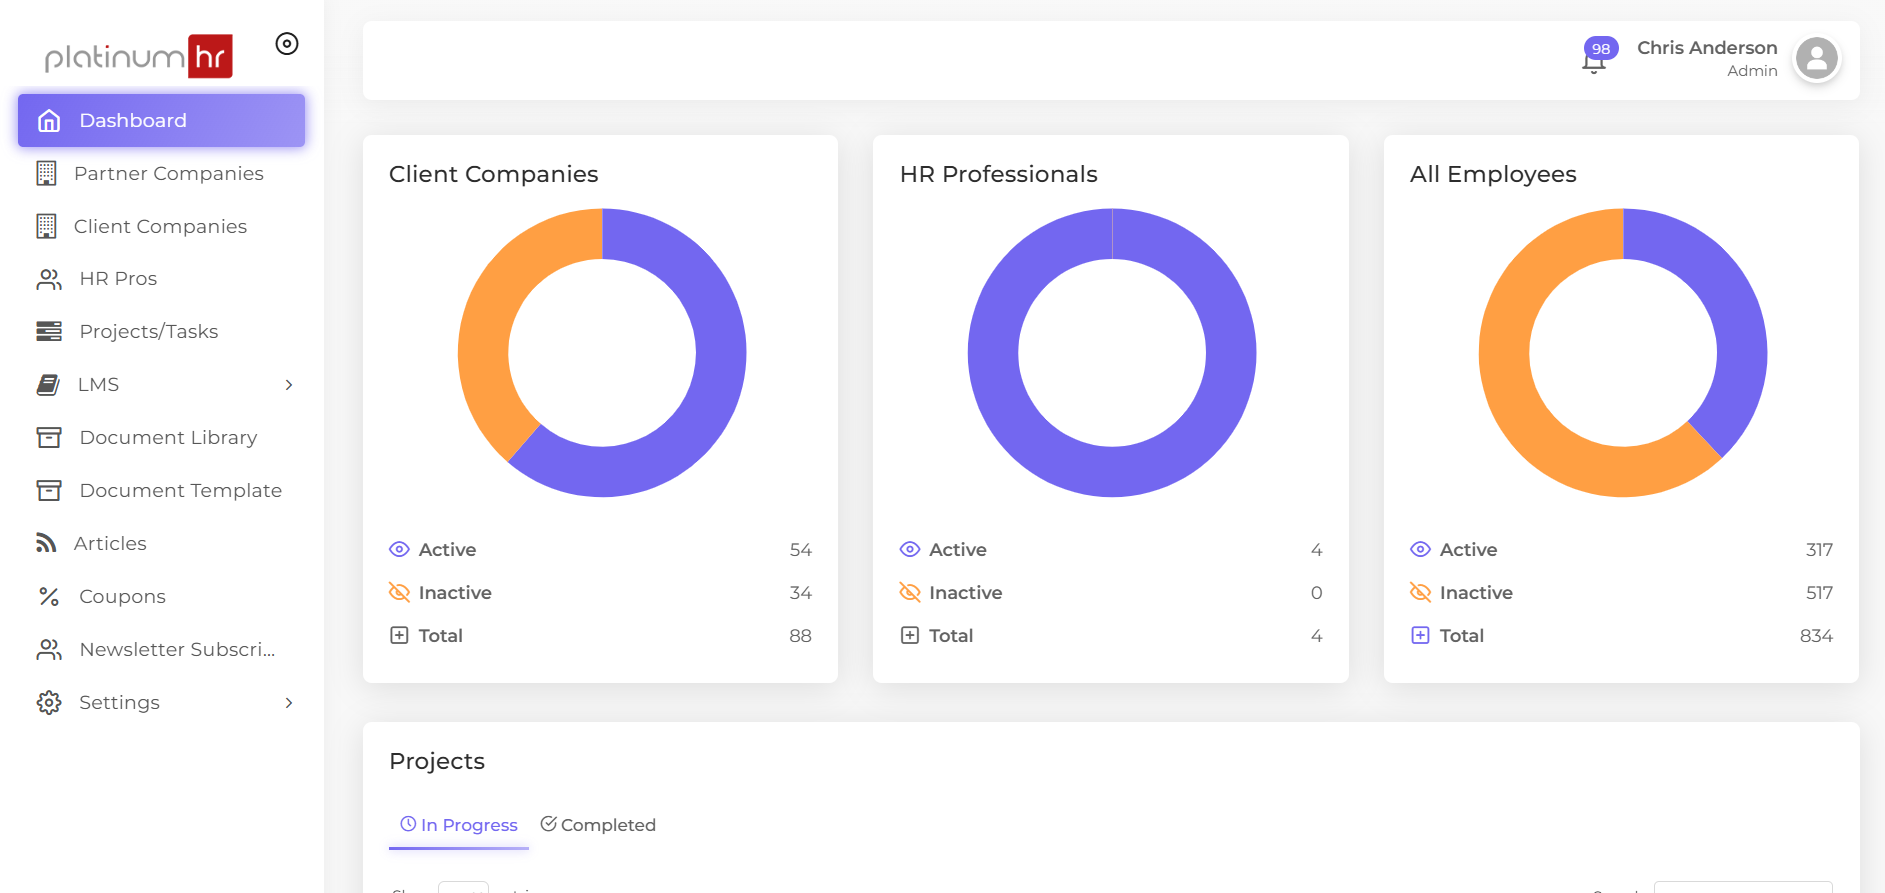 platinum hr
98
Chris Anderson
Admin
Dashboard
Partner Companies
Client Companies
HR Pros
Projects/Tasks
LMS
Document Library
Document Template
Articles
Coupons
Newsletter Subscri...
Settings
Client Companies
Active 54
Inactive 34
Total 88
HR Professionals
Active 4
Inactive 0
Total 4
All Employees
Active 317
Inactive 517
Total 834
Projects
In Progress
Completed